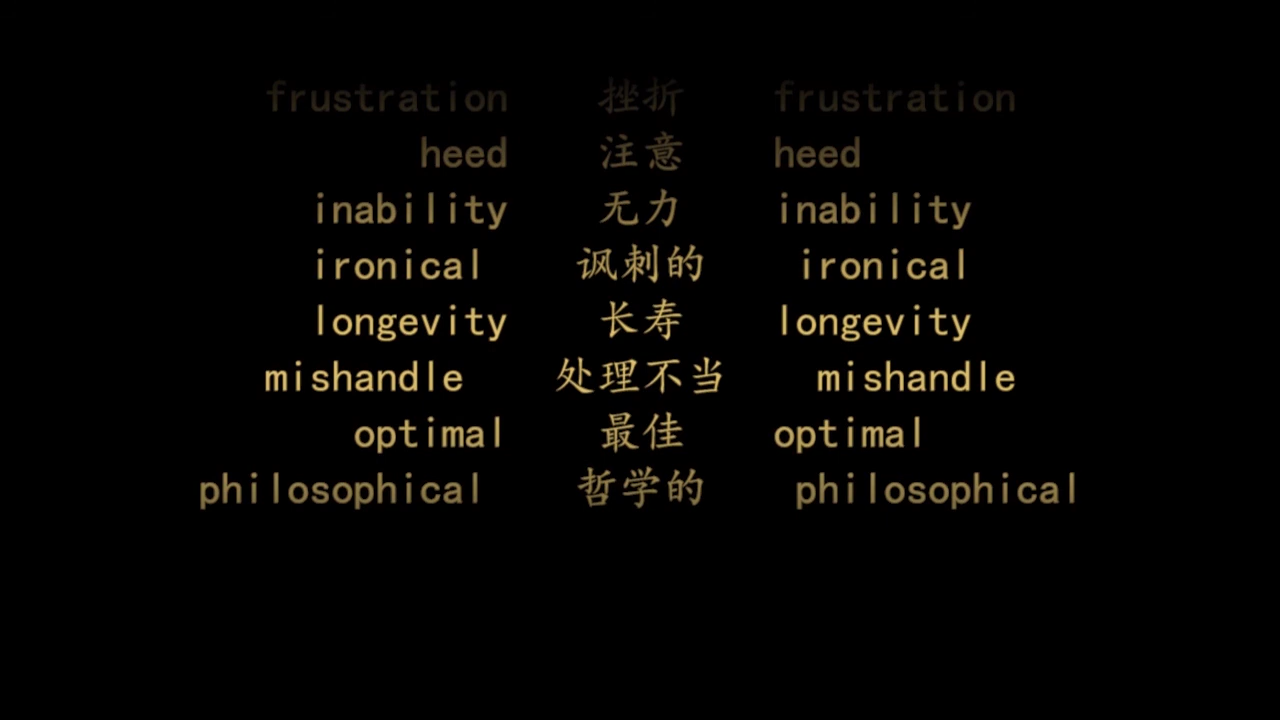 frustration 挫折 frustration
heed 注意 heed
inability 无力 inability
ironical 讽刺的 ironical
longevity 长寿 longevity
mishandle 处理不当 mishandle
optimal 最佳 optimal
philosophical 哲学的 philosophical